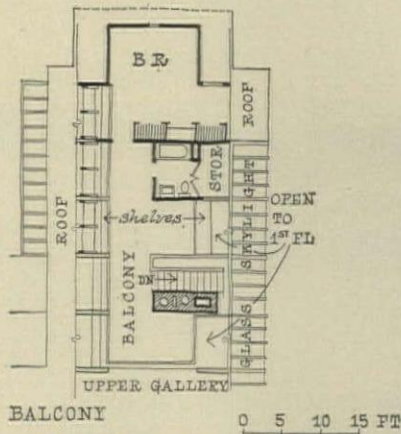 BR
ROOF
STOR
ROOF
shelves
SKYLIGHT
OPEN
TO
1ST FL
BALCONY
DN
GLASS
UPPER GALLERY
BALCONY
0 5 10 15 FT